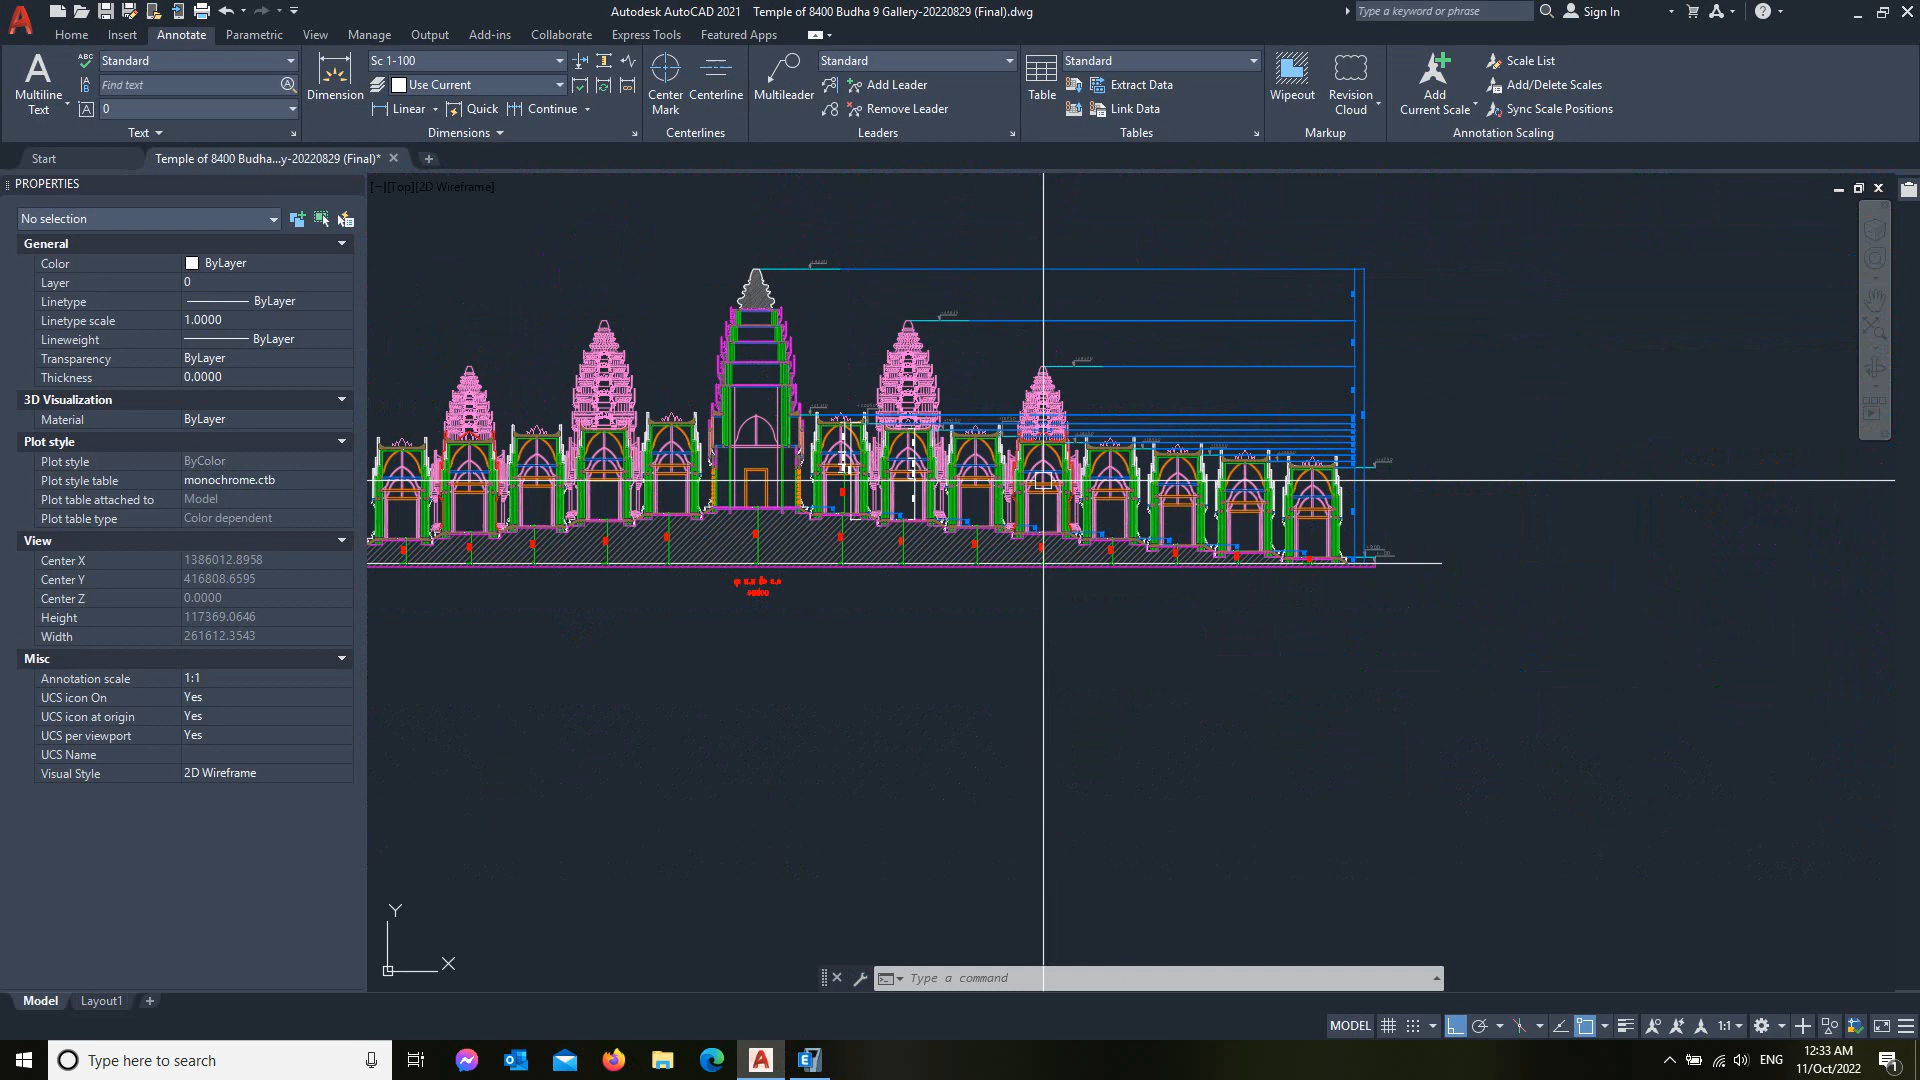 Autodesk AutoCAD 2021 Temple of 8400 Budha 9 Gallery-20220829 (Final).dwg
Type a keyword or phrase
Sign In
Home Insert Annotate Parametric View Manage Output Add-ins Collaborate Express Tools Featured Apps
Multiline Text
ABC
Standard
Find text
0
Text
Dimension
Sc 1-100
Use Current
Linear
Quick
Continue
Dimensions
Center Mark
Centerline
Centerlines
Multileader
Standard
Add Leader
Remove Leader
Leaders
Table
Standard
Extract Data
Link Data
Tables
Wipeout
Revision Cloud
Markup
Add Current Scale
Scale List
Add/Delete Scales
Sync Scale Positions
Annotation Scaling
Start
Temple of 8400 Budha...y-20220829 (Final)*
PROPERTIES
[−][Top][2D Wireframe]
No selection
General
Color ByLayer
Layer 0
Linetype ByLayer
Linetype scale 1.0000
Lineweight ByLayer
Transparency ByLayer
Thickness 0.0000
3D Visualization
Material ByLayer
Plot style
Plot style ByColor
Plot style table monochrome.ctb
Plot table attached to Model
Plot table type Color dependent
View
Center X 1386012.8958
Center Y 416808.6595
Center Z 0.0000
Height 117369.0646
Width 261612.3543
Misc
Annotation scale 1:1
UCS icon On Yes
UCS icon at origin Yes
UCS per viewport Yes
UCS Name
Visual Style 2D Wireframe
Y
X
Type a command
Model Layout1
MODEL
1:1
Type here to search
ENG
12:33 AM
11/Oct/2022
1